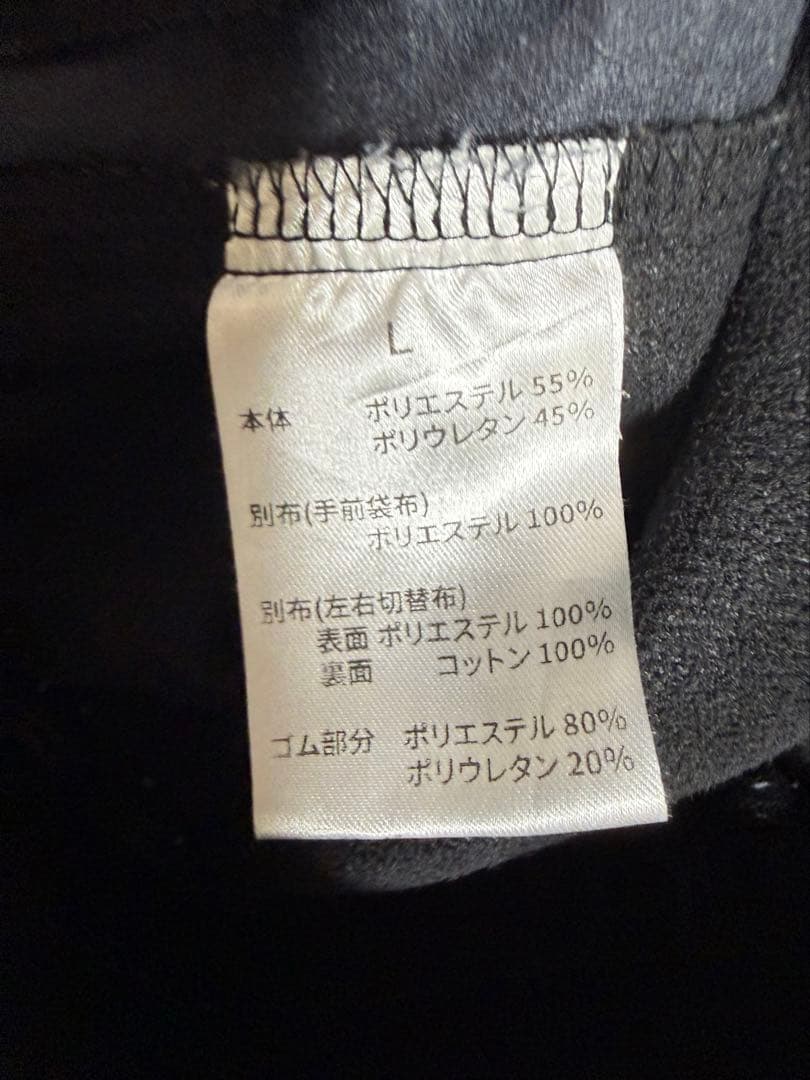 L
本体 ポリエステル 55%
ポリウレタン 45%
別布(手前袋布)
ポリエステル 100%
別布(左右切替布)
表面 ポリエステル 100%
裏面 コットン 100%
ゴム部分 ポリエステル 80%
ポリウレタン 20%